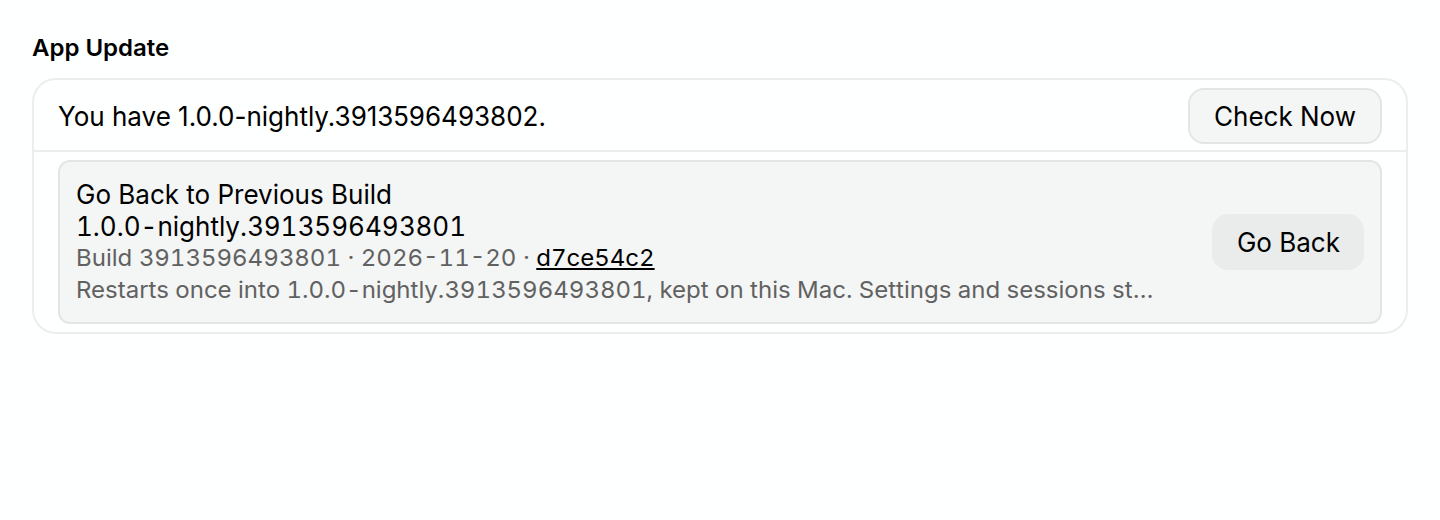 App Update
You have 1.0.0-nightly.3913596493802.
Check Now
Go Back to Previous Build
1.0.0-nightly.3913596493801
Build 3913596493801 · 2026-11-20 · d7ce54c2
Restarts once into 1.0.0-nightly.3913596493801, kept on this Mac. Settings and sessions st...
Go Back